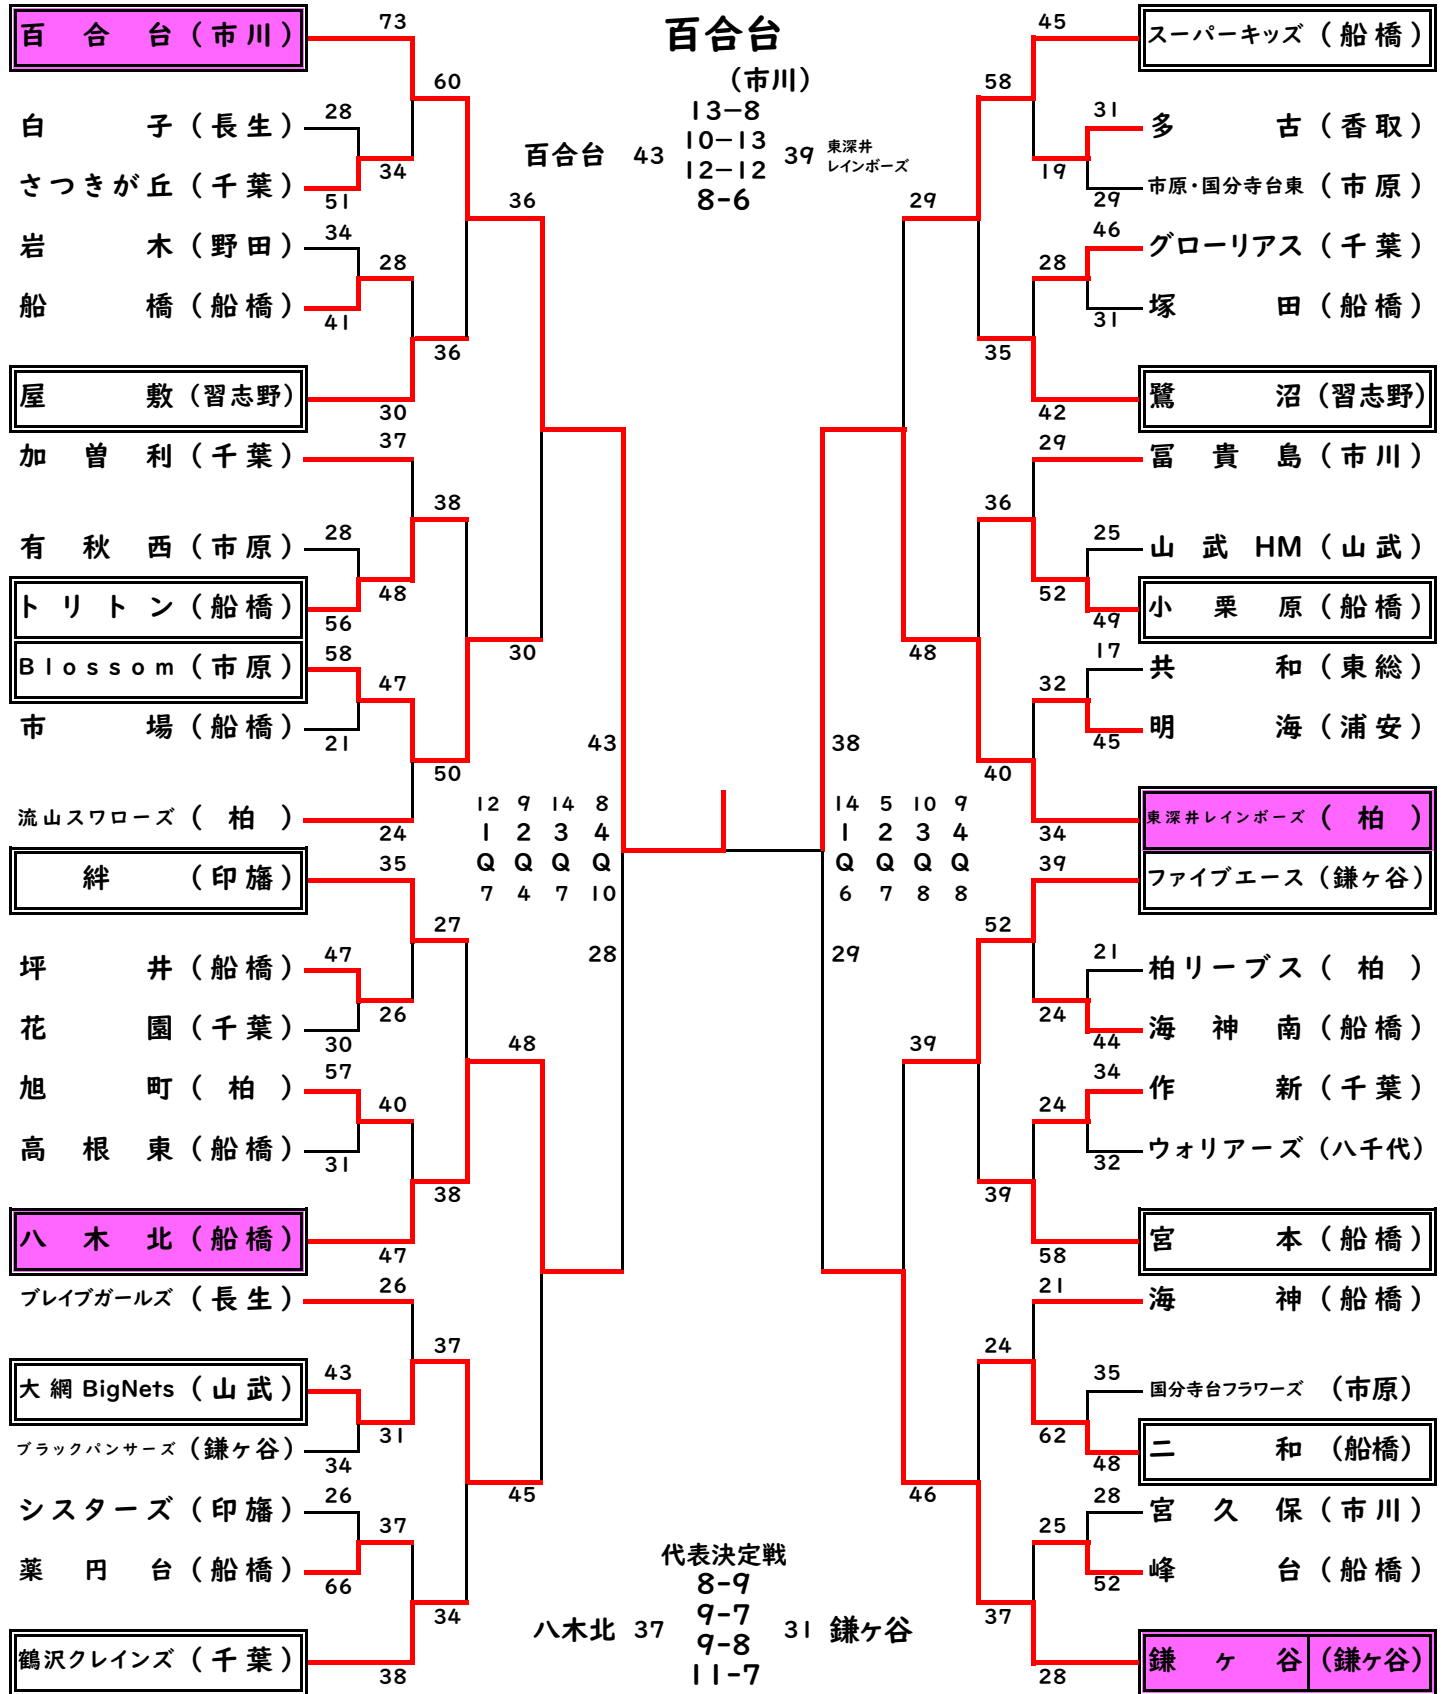 百合台
(市川)
百合台 43
13-8
10-13
12-12
8-6
39 東深井
レインボーズ
百合台(市川) 73
60
白子(長生) 28
34
さつきが丘(千葉) 51
36
岩木(野田) 34
28
船橋(船橋) 41
36
屋敷(習志野) 30
加曽利(千葉) 37
38
有秋西(市原) 28
48
トリトン(船橋) 56
30
Blossom(市原) 58
47
市場(船橋) 21
50
流山スワローズ(柏) 24
43
12 9 14 8
1 2 3 4
Q Q Q Q
7 4 7 10
28
絆(印旛) 35
27
坪井(船橋) 47
26
花園(千葉) 30
48
旭町(柏) 57
40
高根東(船橋) 31
38
八木北(船橋) 47
ブレイブガールズ(長生) 26
37
大網BigNets(山武) 43
31
ブラックパンサーズ(鎌ヶ谷) 34
45
シスターズ(印旛) 26
37
薬円台(船橋) 66
34
鶴沢クレインズ(千葉) 38
45 スーパーキッズ(船橋)
58
31 多古(香取)
19
29 市原・国分寺台東(市原)
29
46 グローリアス(千葉)
28
31 塚田(船橋)
35
42 鷺沼(習志野)
29 冨貴島(市川)
36
25 山武HM(山武)
52
49 小栗原(船橋)
48
17 共和(東総)
32
45 明海(浦安)
40
34 東深井レインボーズ(柏)
38
14 5 10 9
1 2 3 4
Q Q Q Q
6 7 8 8
29
39 ファイブエース(鎌ヶ谷)
52
21 柏リーブス(柏)
24
44 海神南(船橋)
39
34 作新(千葉)
24
32 ウォリアーズ(八千代)
39
58 宮本(船橋)
21 海神(船橋)
24
35 国分寺台フラワーズ(市原)
62
48 二和(船橋)
46
28 宮久保(市川)
25
52 峰台(船橋)
37
28 鎌ヶ谷(鎌ヶ谷)
代表決定戦
八木北 37
8-9
9-7
9-8
11-7
31 鎌ヶ谷